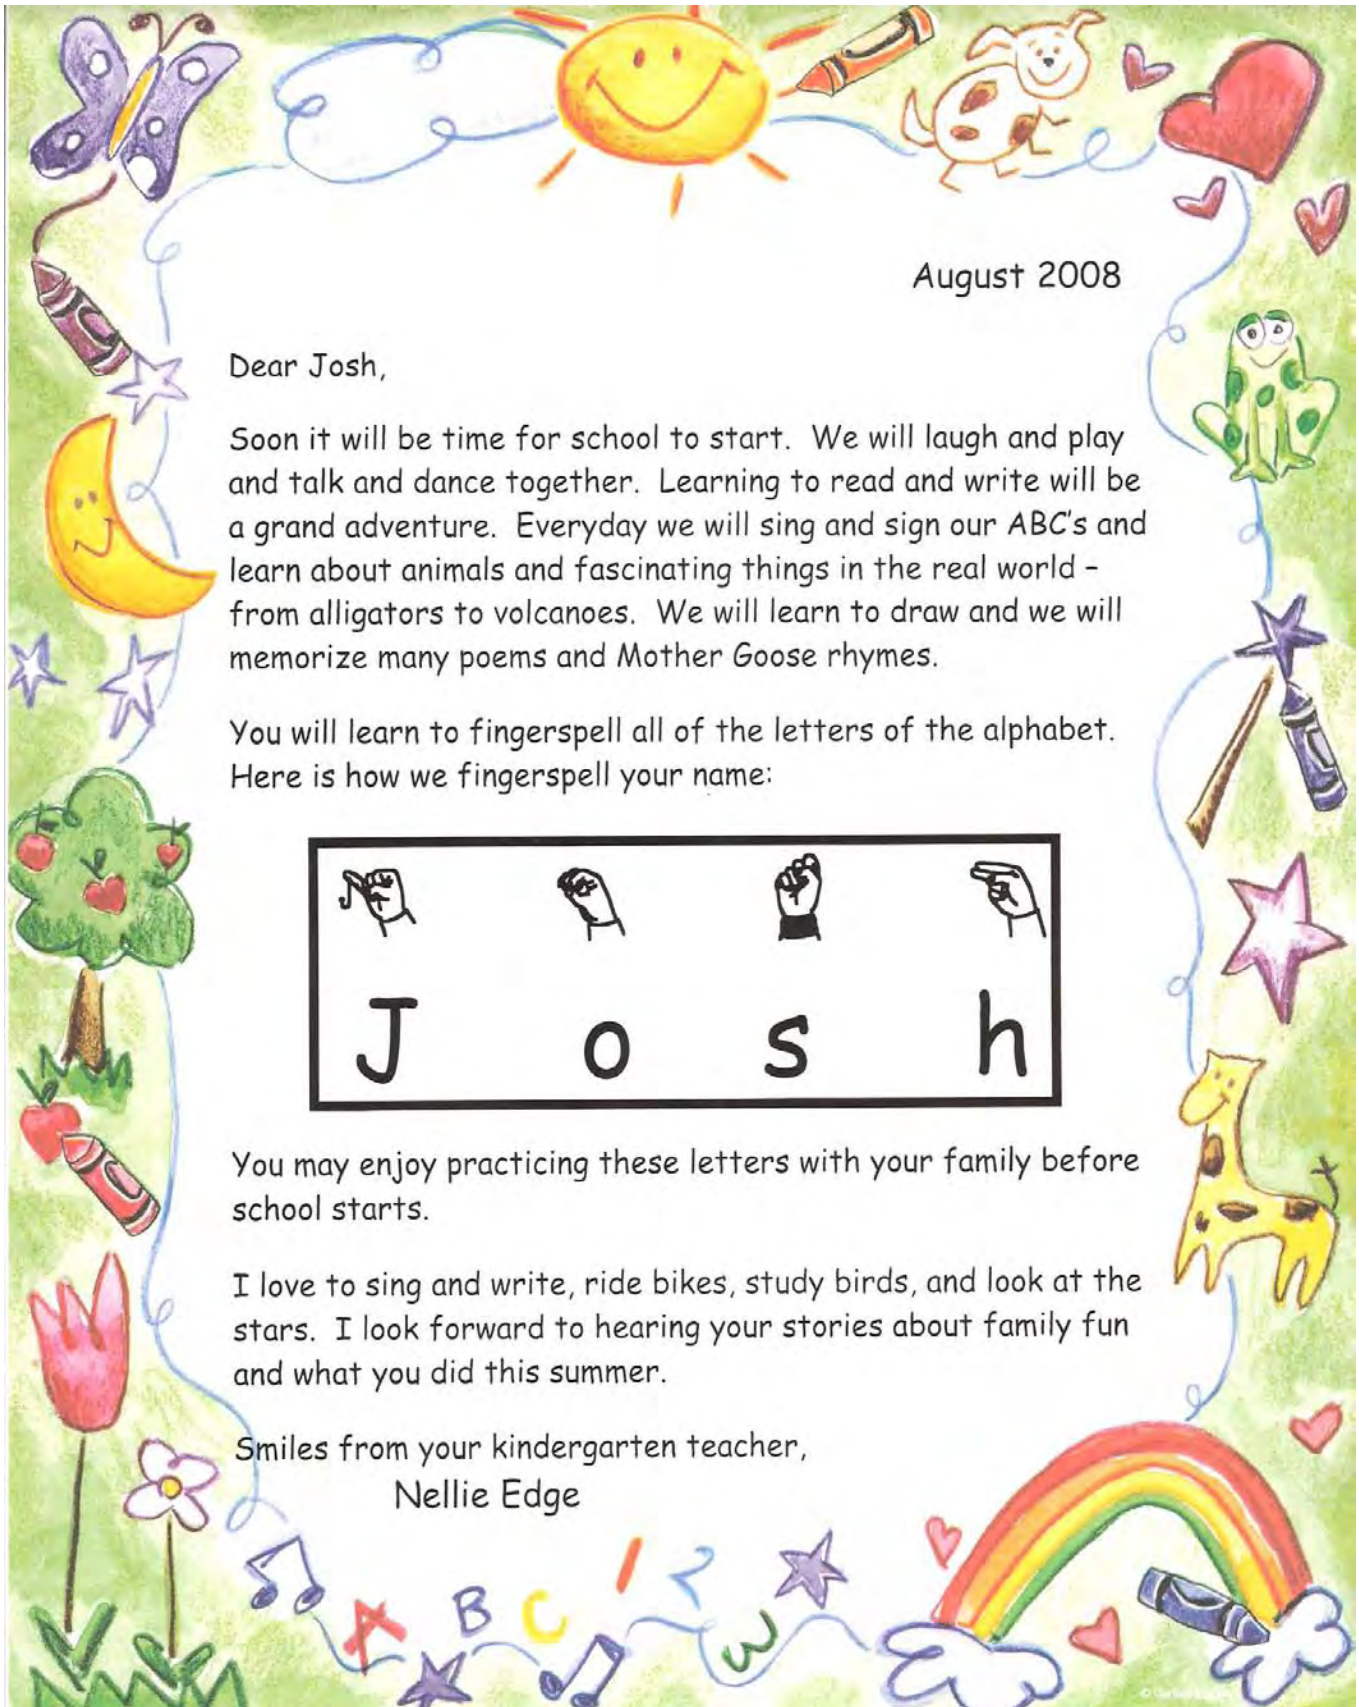 August 2008
Dear Josh,
Soon it will be time for school to start. We will laugh and play
and talk and dance together. Learning to read and write will be
a grand adventure. Everyday we will sing and sign our ABC's and
learn about animals and fascinating things in the real world –
from alligators to volcanoes. We will learn to draw and we will
memorize many poems and Mother Goose rhymes.
You will learn to fingerspell all of the letters of the alphabet.
Here is how we fingerspell your name:
J o s h
You may enjoy practicing these letters with your family before
school starts.
I love to sing and write, ride bikes, study birds, and look at the
stars. I look forward to hearing your stories about family fun
and what you did this summer.
Smiles from your kindergarten teacher,
Nellie Edge
A B C 1 2 3